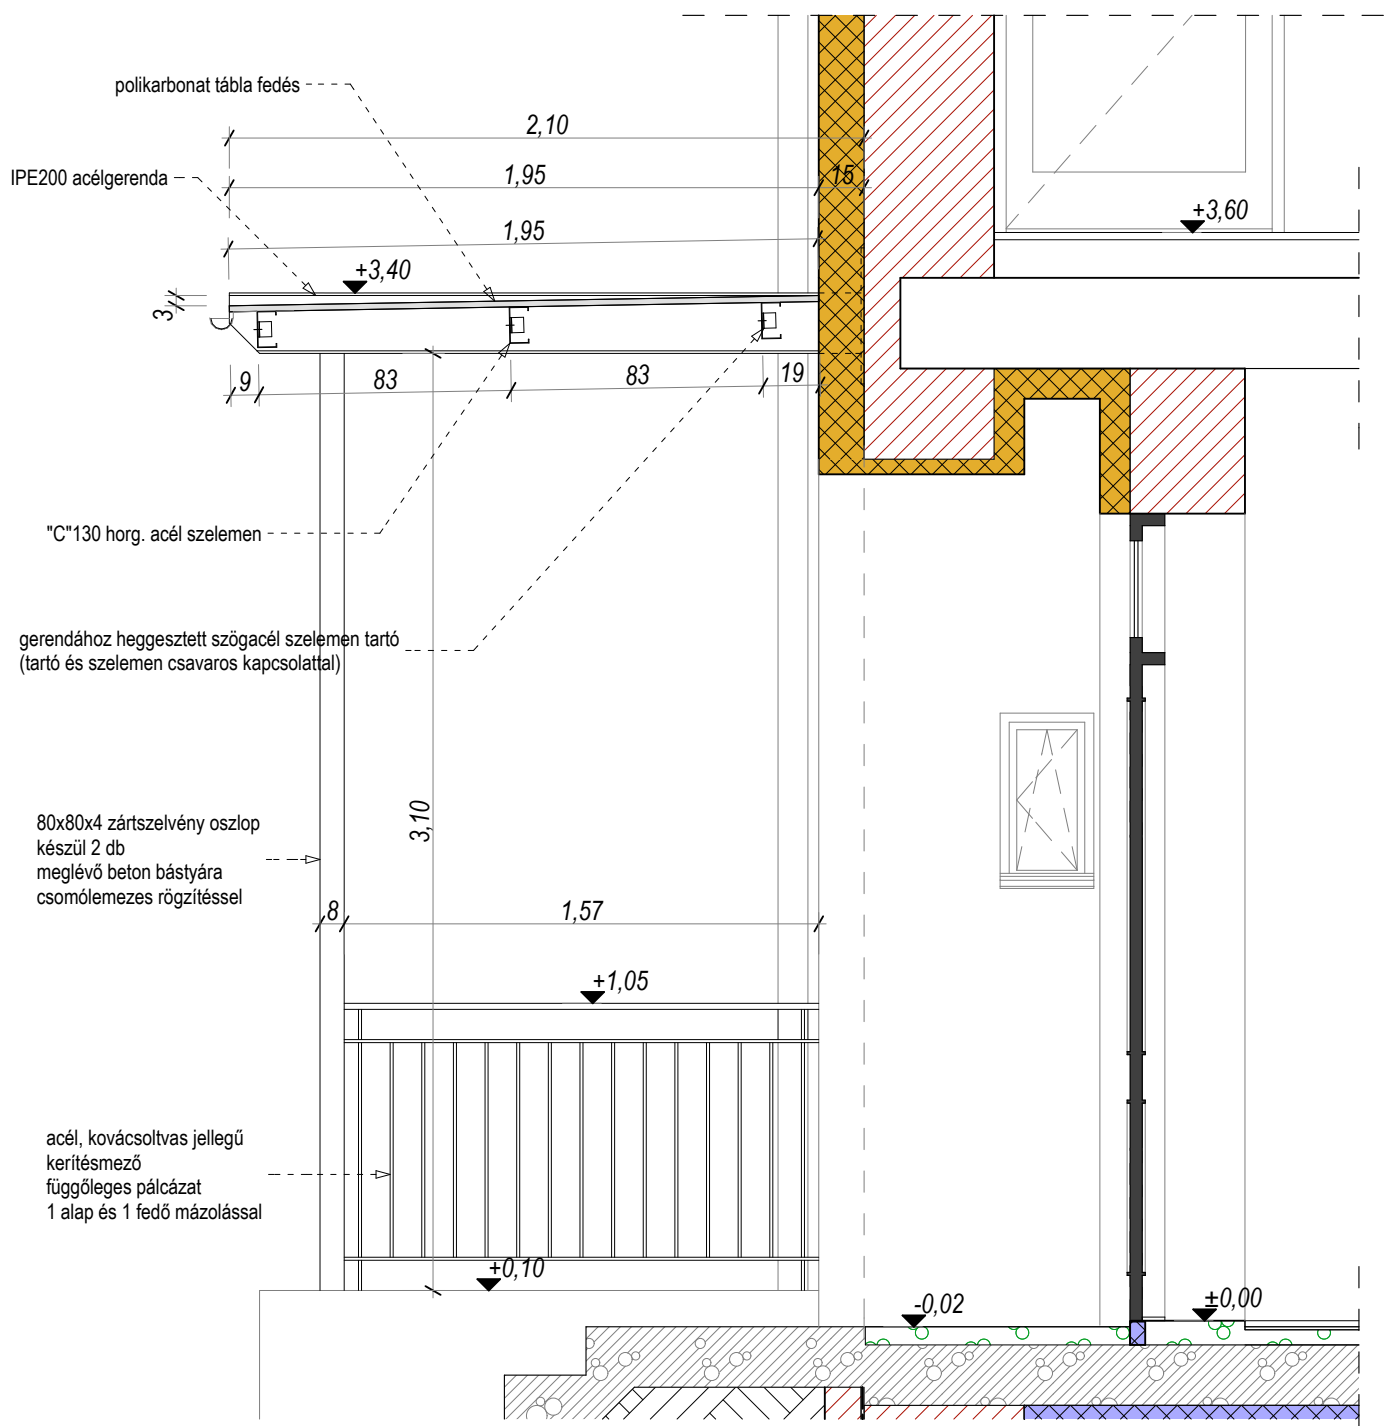 polikarbonat tábla fedés
2,10
IPE200 acélgerenda
1,95
15
+3,60
1,95
+3,40
3
9
83
83
19
"C"130 horg. acél szelemen
gerendához heggesztett szögacél szelemen tartó
(tartó és szelemen csavaros kapcsolattal)
3,10
80x80x4 zártszelvény oszlop
készül 2 db
meglévő beton bástyára
csomólemezes rögzítéssel
8
1,57
+1,05
acél, kovácsoltvas jellegű
kerítésmező
függőleges pálcázat
1 alap és 1 fedő mázolással
+0,10
-0,02
±0,00